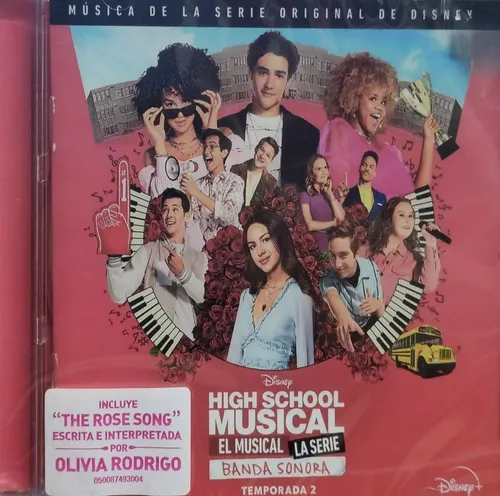 MÚSICA DE LA SERIE ORIGINAL DE DISNEY
#1
Disney
HIGH SCHOOL
MUSICAL
EL MUSICAL LA SERIE
BANDA SONORA
TEMPORADA 2
INCLUYE
"THE ROSE SONG"
ESCRITA E INTERPRETADA
POR
OLIVIA RODRIGO
050087493004
Disney+